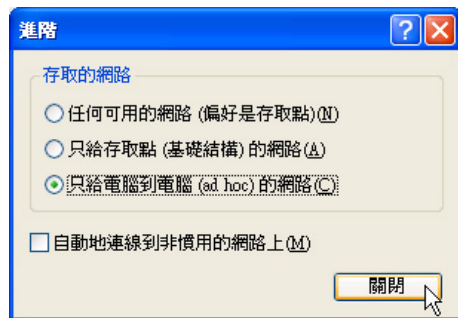 進階
存取的網路
任何可用的網路 (偏好是存取點)(N)
只給存取點 (基礎結構) 的網路(A)
只給電腦到電腦 (ad hoc) 的網路(C)
自動地連線到非慣用的網路上(M)
關閉